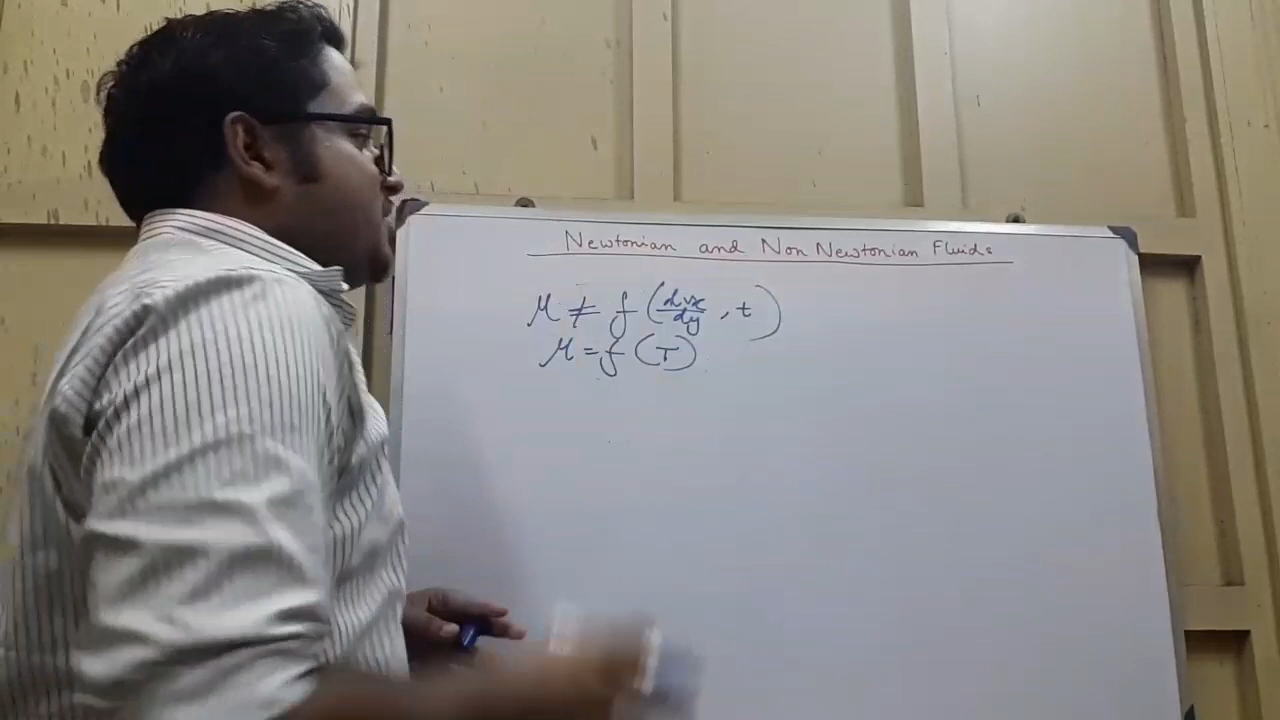 Newtonian and Non Newtonian Fluids
μ ≠ f (dvx/dy , t)
μ = f (T)